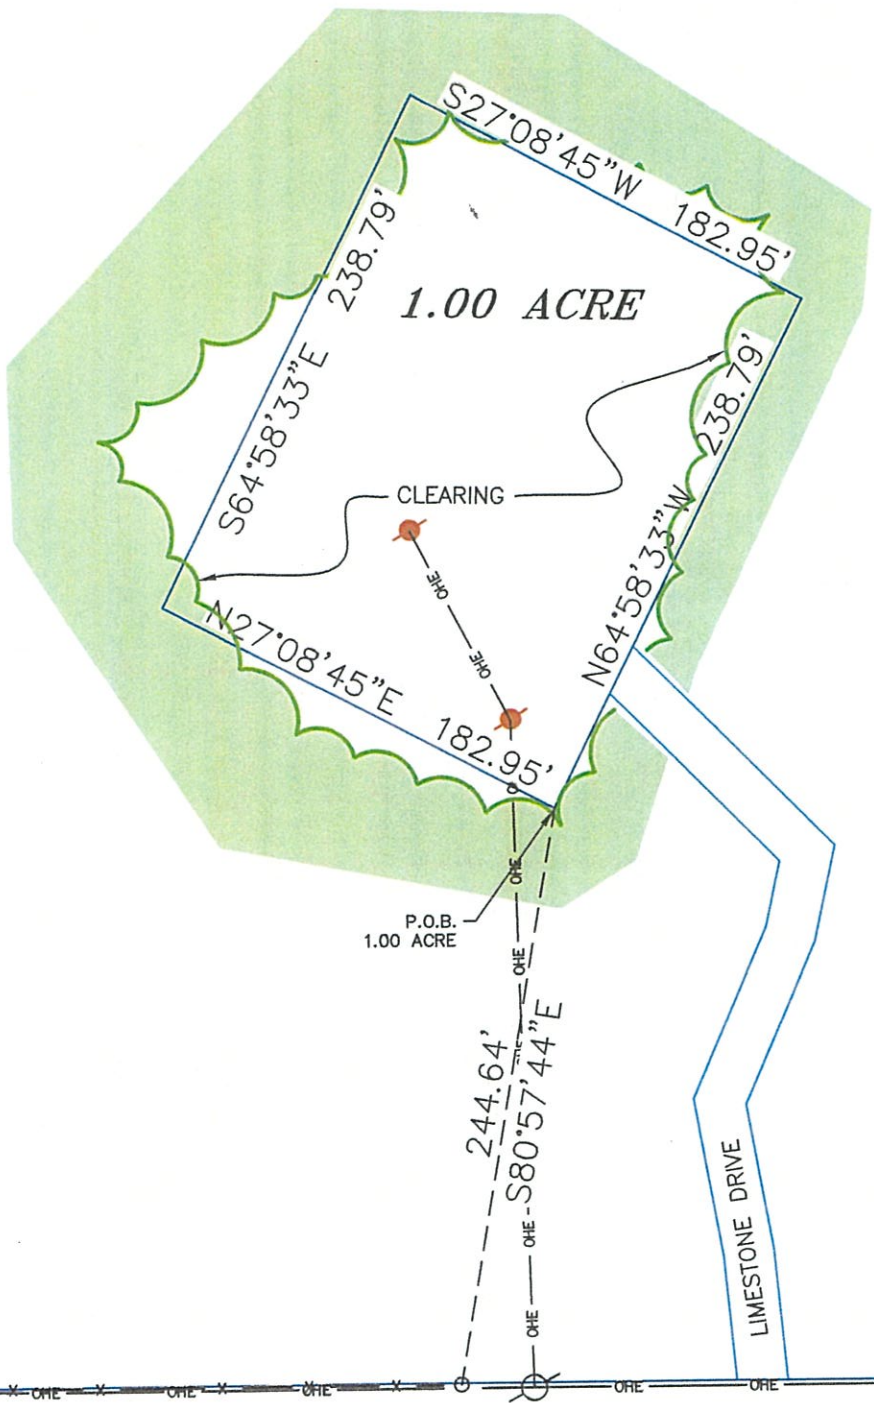 S27°08'45"W 182.95'
1.00 ACRE
S64°58'33"E 238.79'
N64°58'33"W 238.79'
CLEARING
OHE
OHE
N27°08'45"E 182.95'
P.O.B.
1.00 ACRE
OHE
OHE
244.64'
S80°57'44"E
OHE
OHE
LIMESTONE DRIVE
X OHE X OHE X OHE X OHE OHE